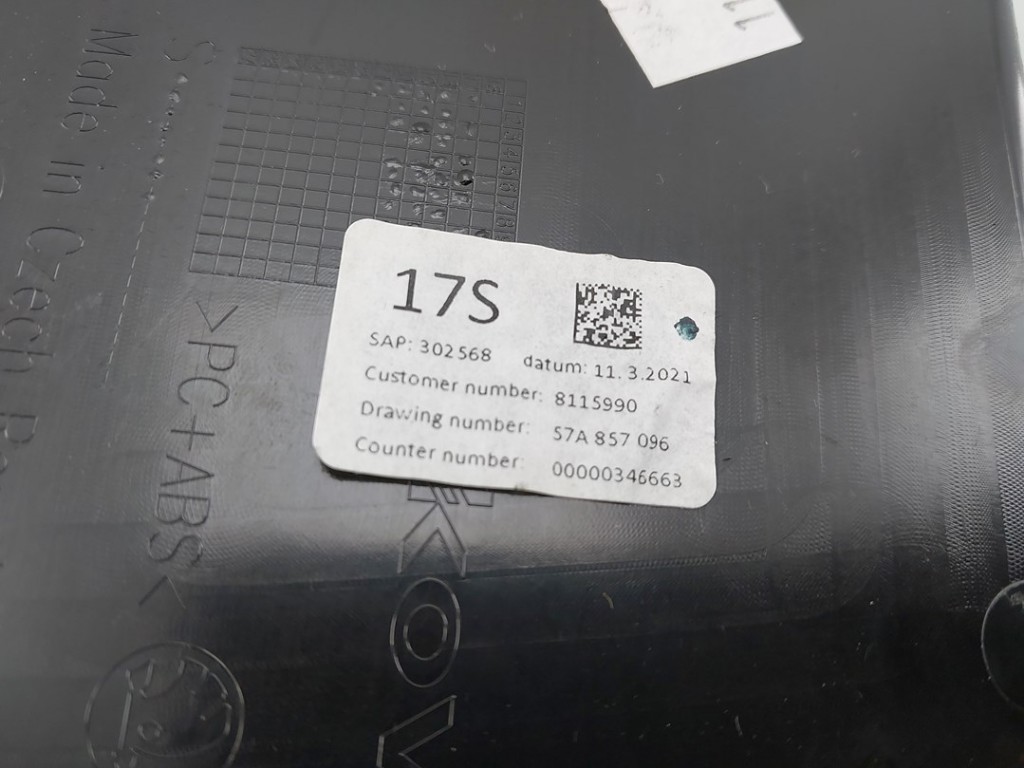 17S
SAP: 302568 datum: 11.3.2021
Customer number: 8115990
Drawing number: 57A 857 096
Counter number: 00000346663
Made in Czech
>PC+ABS<
11